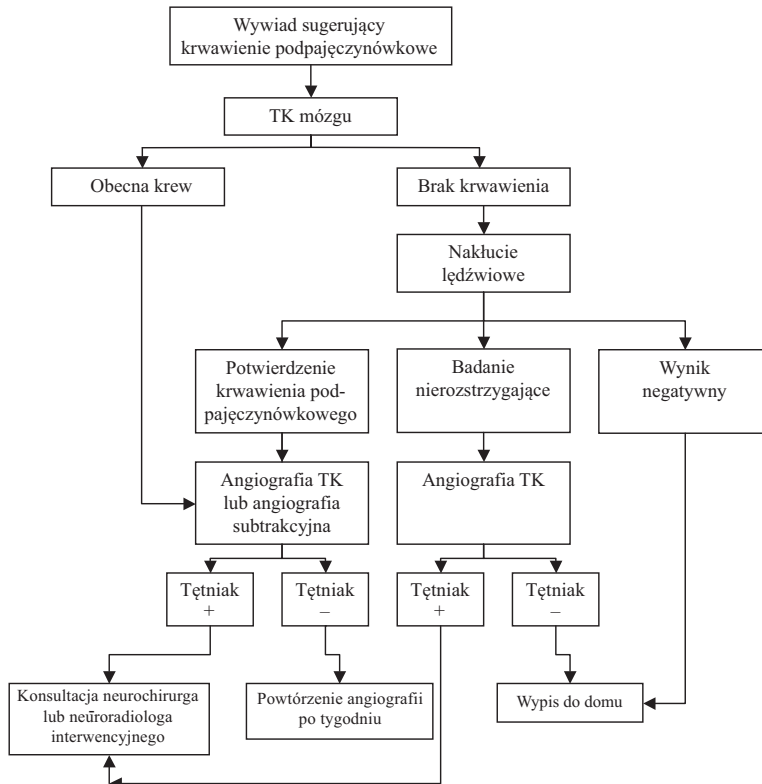 Wywiad sugerujący
krwawienie podpajęczynówkowe
TK mózgu
Obecna krew
Brak krwawienia
Nakłucie
lędźwiowe
Potwierdzenie
krwawienia pod-
pajęczynówkowego
Badanie
nierozstrzygające
Wynik
negatywny
Angiografia TK
lub angiografia
subtrakcyjna
Angiografia TK
Tętniak
+
Tętniak
–
Tętniak
+
Tętniak
–
Konsultacja neurochirurga
lub neuroradiologa
interwencyjnego
Powtórzenie angiografii
po tygodniu
Wypis do domu